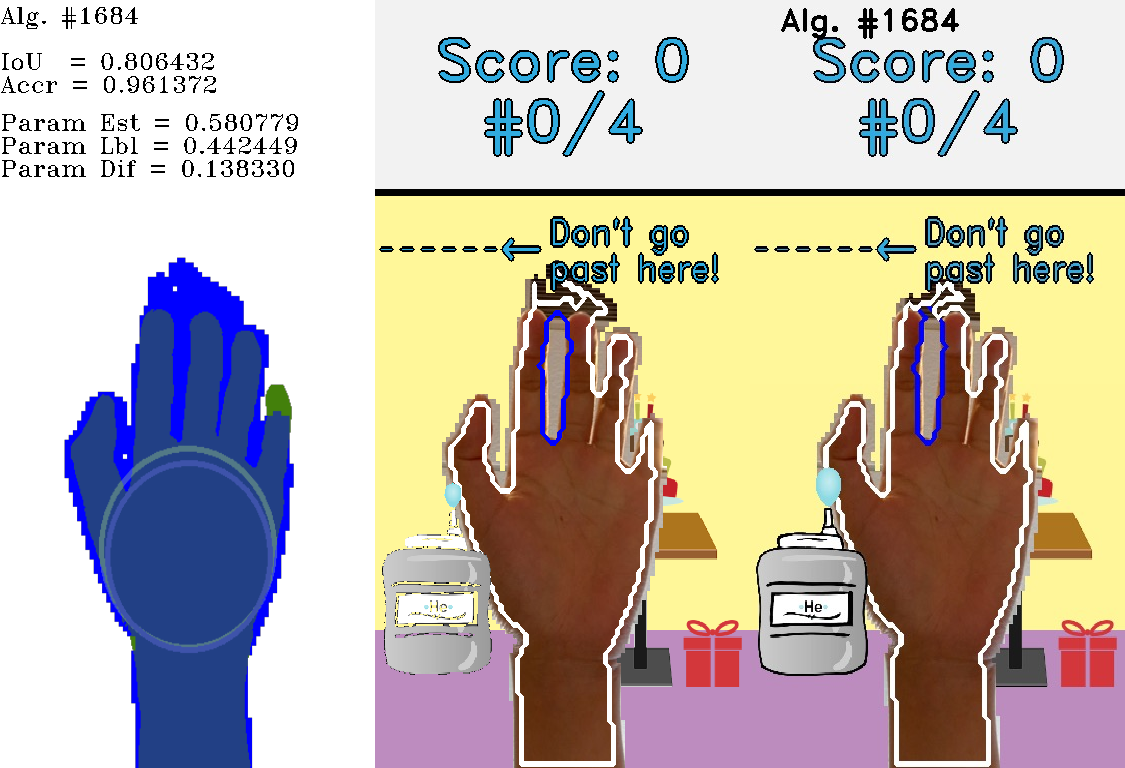 Alg. #1684
IoU = 0.806432
Accr = 0.961372
Param Est = 0.580779
Param Lbl = 0.442449
Param Dif = 0.138330
Score: 0
#0/4
Don't go
past here!
He
Alg. #1684
Score: 0
#0/4
Don't go
past here!
He